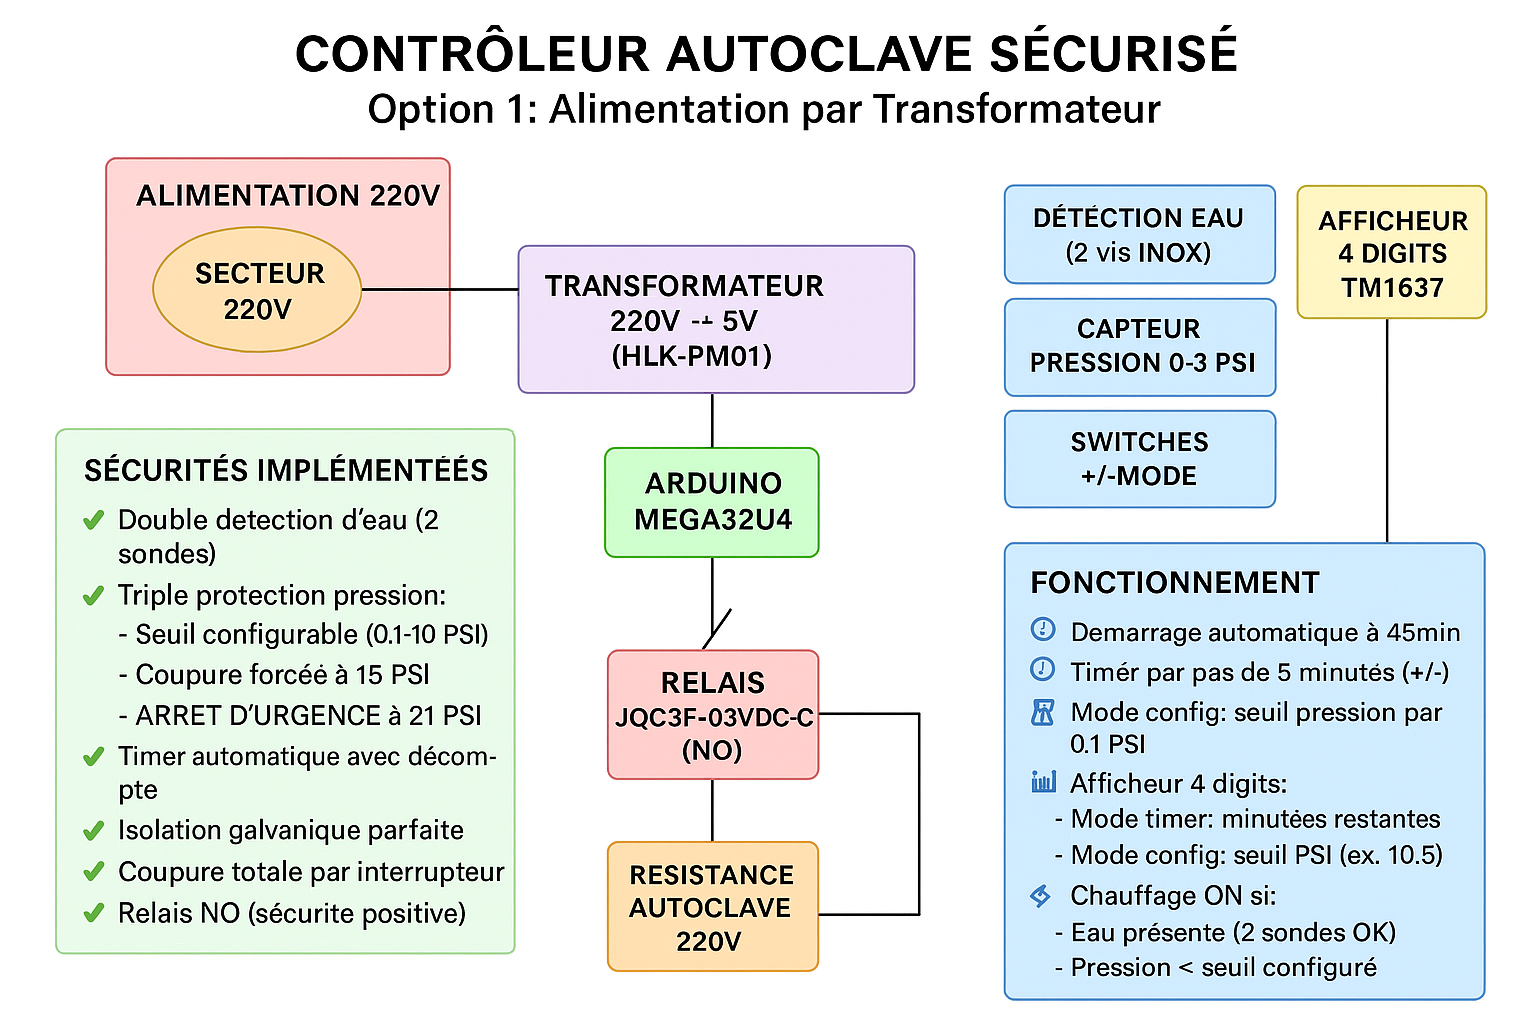 CONTRÔLEUR AUTOCLAVE SÉCURISÉ
Option 1: Alimentation par Transformateur
ALIMENTATION 220V
SECTEUR
220V
TRANSFORMATEUR
220V -+ 5V
(HLK-PM01)
ARDUINO
MEGA32U4
RELAIS
JQC3F-03VDC-C
(NO)
RESISTANCE
AUTOCLAVE
220V
DÉTÉCTION EAU
(2 vis INOX)
CAPTEUR
PRESSION 0-3 PSI
SWITCHES
+/-MODE
AFFICHEUR
4 DIGITS
TM1637
SÉCURITÉS IMPLÉMENTÉÉS
Double detection d'eau (2
sondes)
Triple protection pression:
- Seuil configurable (0.1-10 PSI)
- Coupure forcéé à 15 PSI
- ARRET D'URGENCE à 21 PSI
Timer automatique avec décom-
pte
Isolation galvanique parfaite
Coupure totale par interrupteur
Relais NO (sécurite positive)
FONCTIONNEMENT
Demarrage automatique à 45min
Timér par pas de 5 minutés (+/-)
Mode config: seuil pression par
0.1 PSI
Afficheur 4 digits:
- Mode timer: minutées restantes
- Mode config: seuil PSI (ex. 10.5)
Chauffage ON si:
- Eau présente (2 sondes OK)
- Pression < seuil configuré